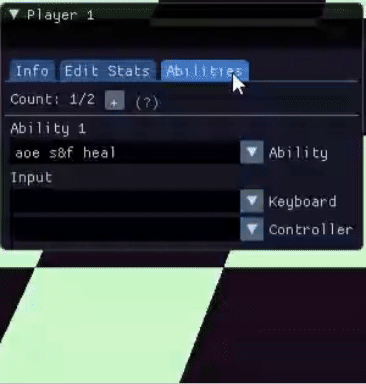 Player 1
Info Edit Stats Abilities
Count: 1/2 + (?)
Ability 1
aoe s&f heal Ability
Input
Keyboard
Controller